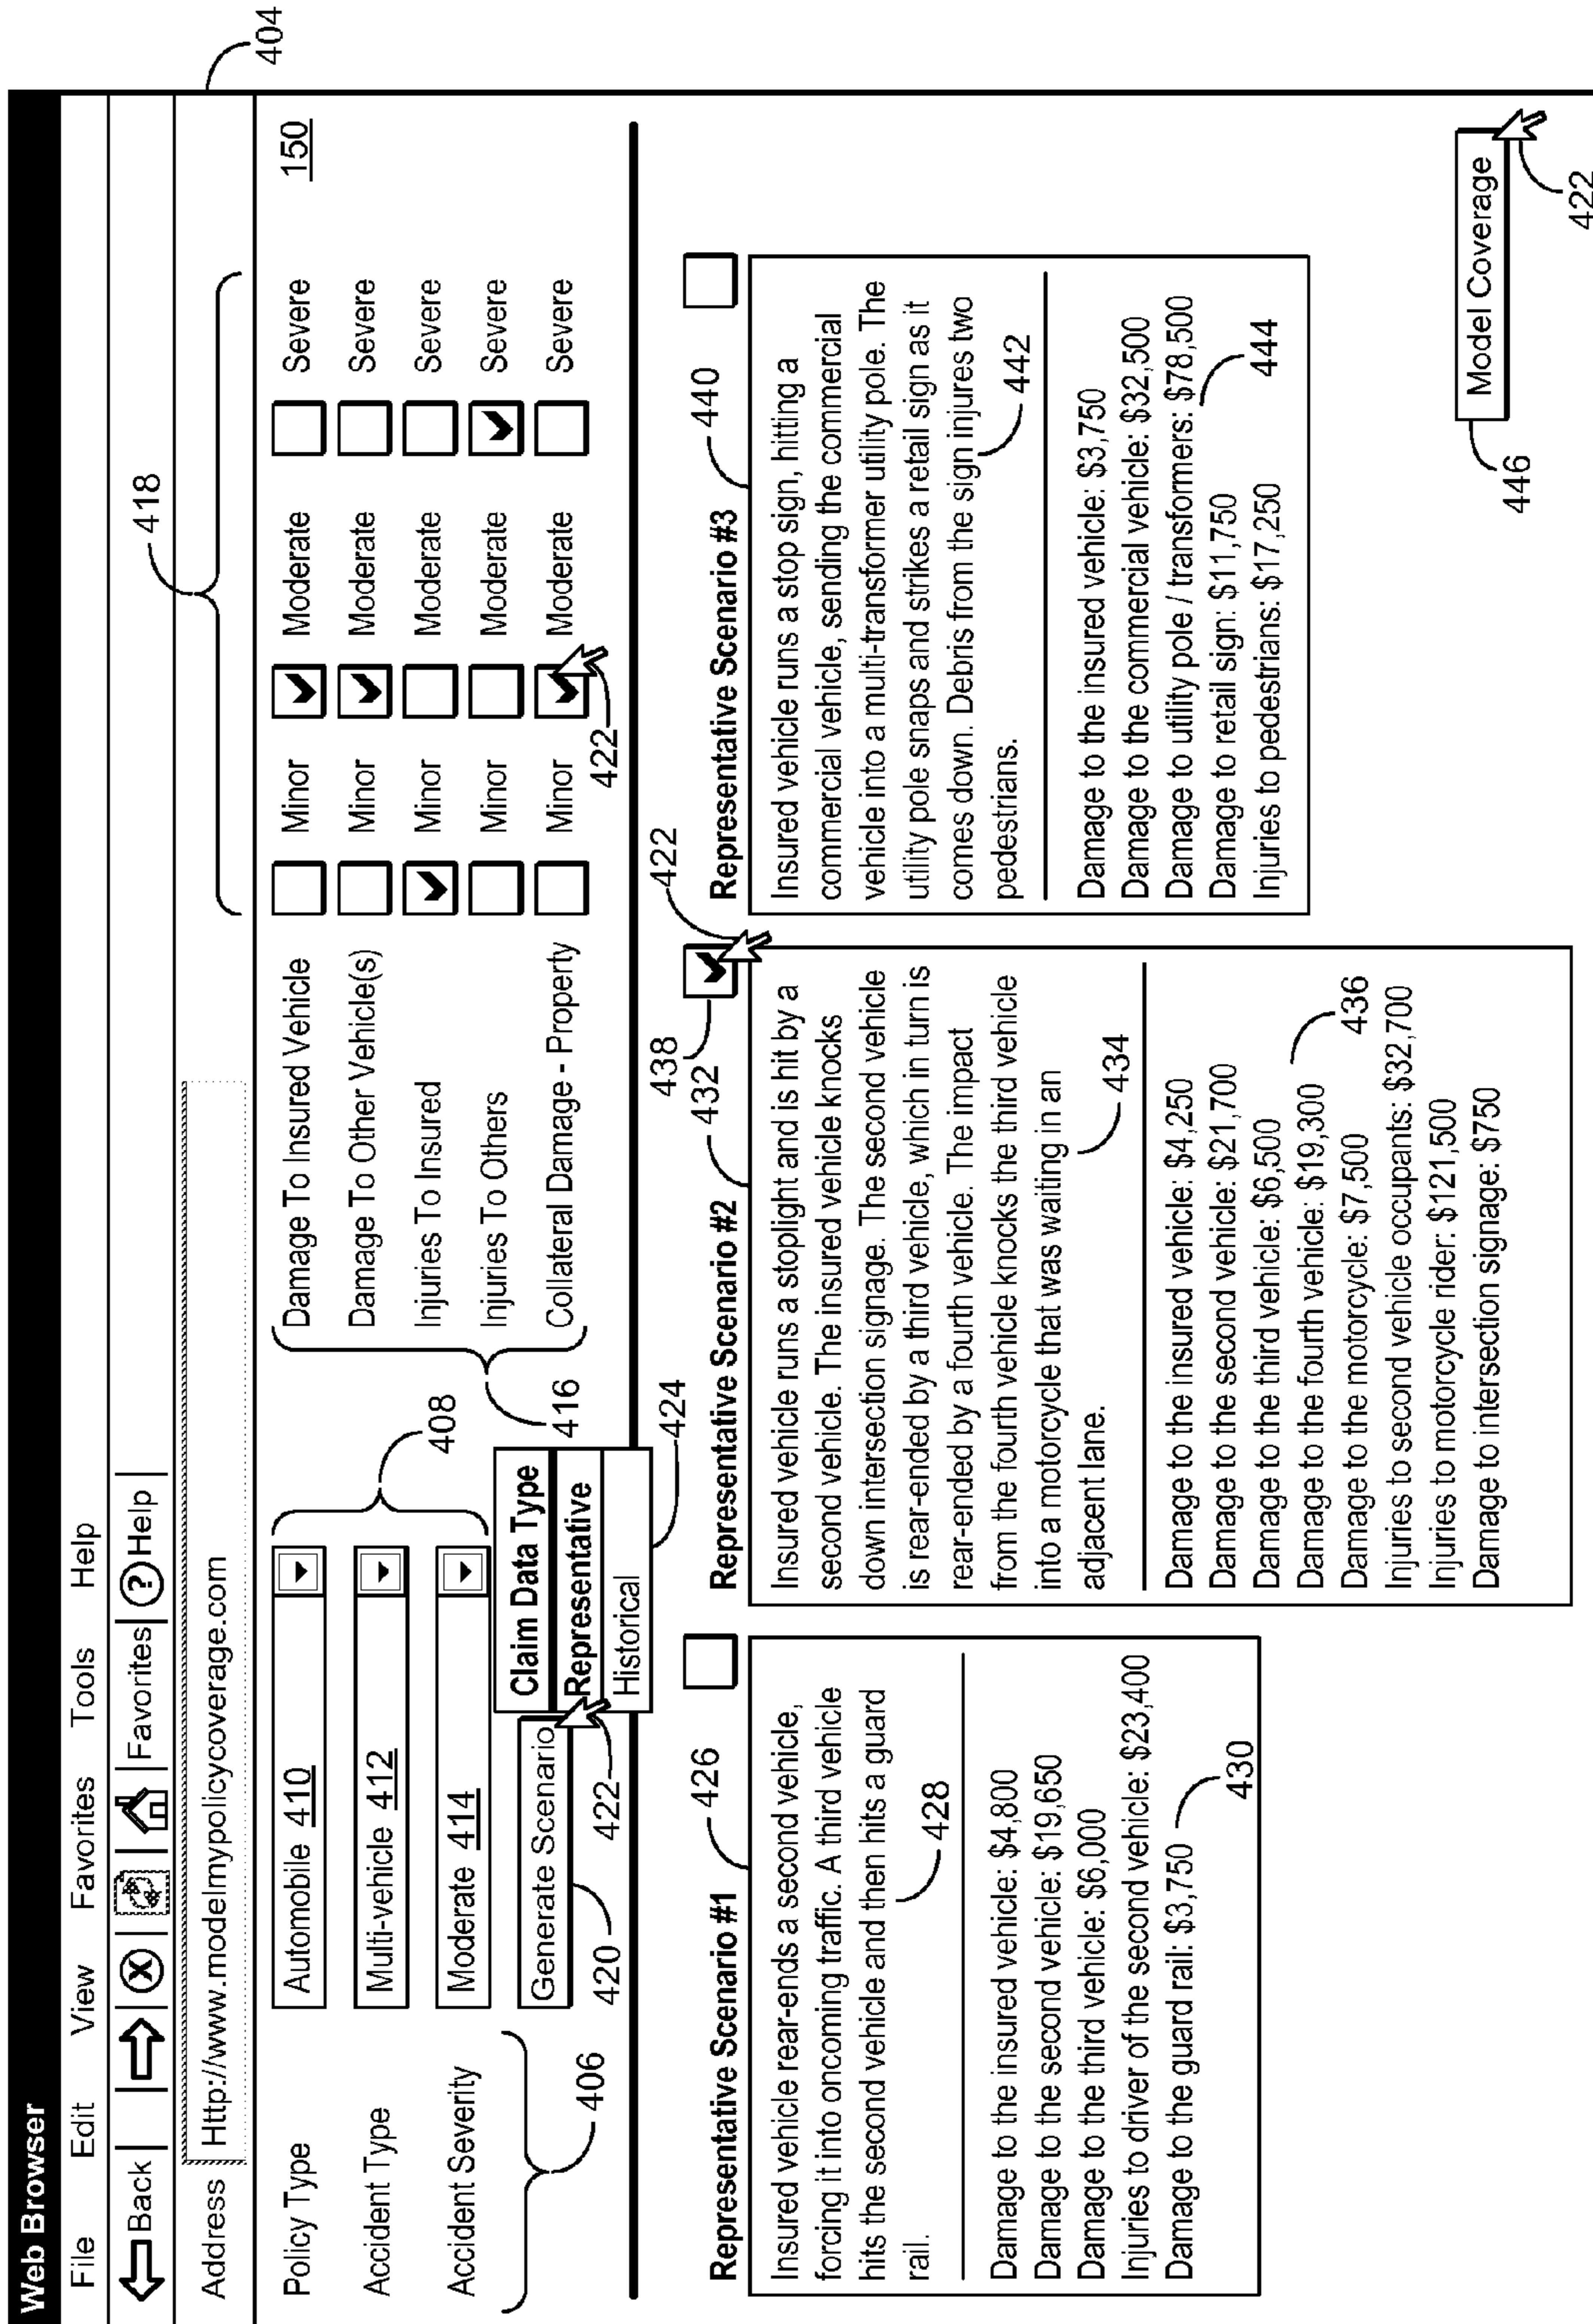 Web Browser
File Edit View Favorites Tools Help
Back Favorites ? Help
Address Http://www.modelmypolicycoverage.com
404
418
150
Policy Type Automobile 410
Accident Type Multi-vehicle 412
Accident Severity Moderate 414
406
408
Generate Scenario
420
422
Claim Data Type
Representative
Historical
424
416
Damage To Insured Vehicle Minor Moderate Severe
Damage To Other Vehicle(s) Minor Moderate Severe
Injuries To Insured Minor Moderate Severe
Injuries To Others Minor Moderate Severe
Collateral Damage - Property Minor Moderate Severe
422
Representative Scenario #1
426
Insured vehicle rear-ends a second vehicle,
forcing it into oncoming traffic. A third vehicle
hits the second vehicle and then hits a guard
rail.
428
Damage to the insured vehicle: $4,800
Damage to the second vehicle: $19,650
Damage to the third vehicle: $6,000
Injuries to driver of the second vehicle: $23,400
Damage to the guard rail: $3,750
430
Representative Scenario #2
432
438
422
Insured vehicle runs a stoplight and is hit by a
second vehicle. The insured vehicle knocks
down intersection signage. The second vehicle
is rear-ended by a third vehicle, which in turn is
rear-ended by a fourth vehicle. The impact
from the fourth vehicle knocks the third vehicle
into a motorcycle that was waiting in an
adjacent lane.
434
Damage to the insured vehicle: $4,250
Damage to the second vehicle: $21,700
Damage to the third vehicle: $6,500
Damage to the fourth vehicle: $19,300
Damage to the motorcycle: $7,500
Injuries to second vehicle occupants: $32,700
Injuries to motorcycle rider: $121,500
Damage to intersection signage: $750
436
Representative Scenario #3
440
Insured vehicle runs a stop sign, hitting a
commercial vehicle, sending the commercial
vehicle into a multi-transformer utility pole. The
utility pole snaps and strikes a retail sign as it
comes down. Debris from the sign injures two
pedestrians.
442
Damage to the insured vehicle: $3,750
Damage to the commercial vehicle: $32,500
Damage to utility pole / transformers: $78,500
Damage to retail sign: $11,750
Injuries to pedestrians: $17,250
444
Model Coverage
446
422